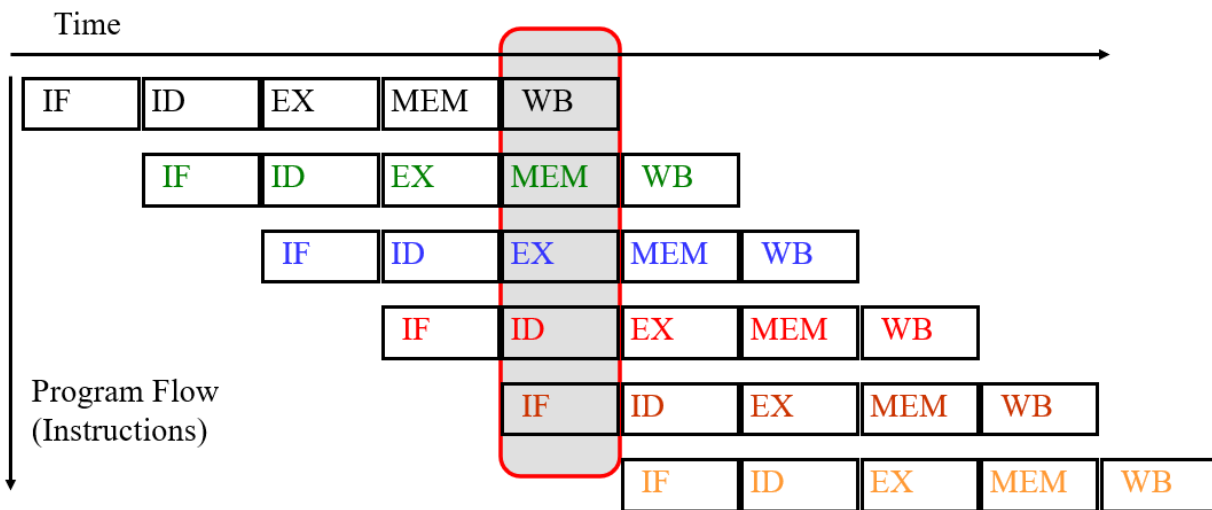 Time
IF ID EX MEM WB
IF ID EX MEM WB
IF ID EX MEM WB
IF ID EX MEM WB
Program Flow
(Instructions)
IF ID EX MEM WB
IF ID EX MEM WB